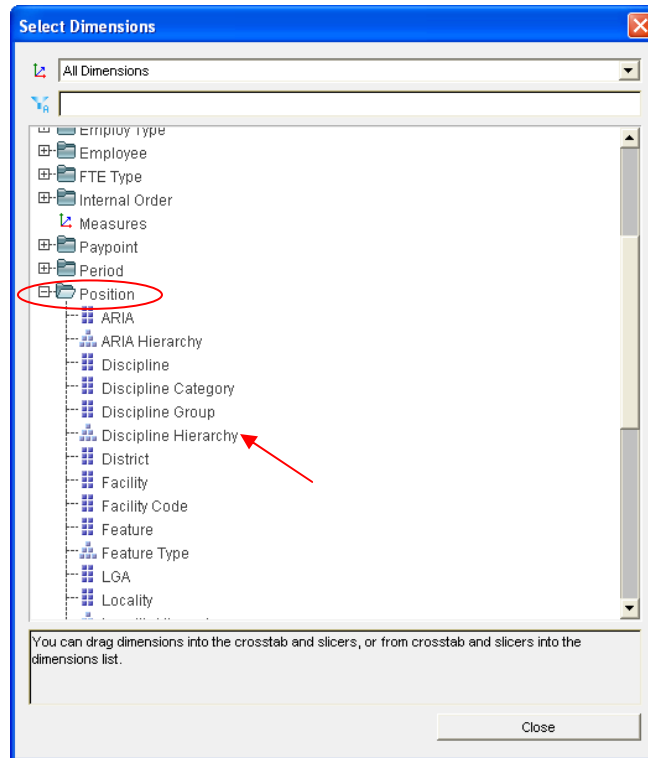 Select Dimensions
All Dimensions
A
Employ Type
Employee
FTE Type
Internal Order
Measures
Paypoint
Period
Position
ARIA
ARIA Hierarchy
Discipline
Discipline Category
Discipline Group
Discipline Hierarchy
District
Facility
Facility Code
Feature
Feature Type
LGA
Locality
You can drag dimensions into the crosstab and slicers, or from crosstab and slicers into the
dimensions list.
Close